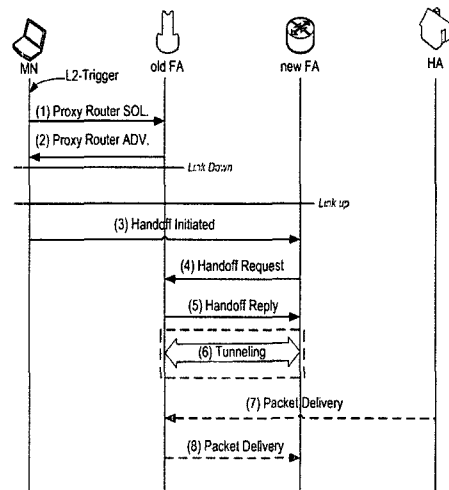 MN
old FA
new FA
HA
L2-Trigger
(1) Proxy Router SOL.
(2) Proxy Router ADV.
Link Down
Link up
(3) Handoff Initiated
(4) Handoff Request
(5) Handoff Reply
(6) Tunneling
(7) Packet Delivery
(8) Packet Delivery